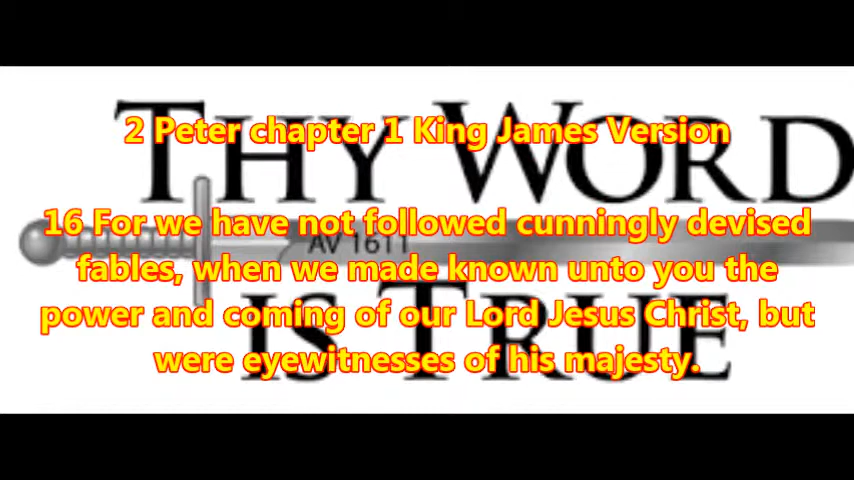 THY WORD
2 Peter chapter 1 King James Version
16 For we have not followed cunningly devised
AV 1611
fables, when we made known unto you the
power and coming of our Lord Jesus Christ, but
IS TRUE
were eyewitnesses of his majesty.